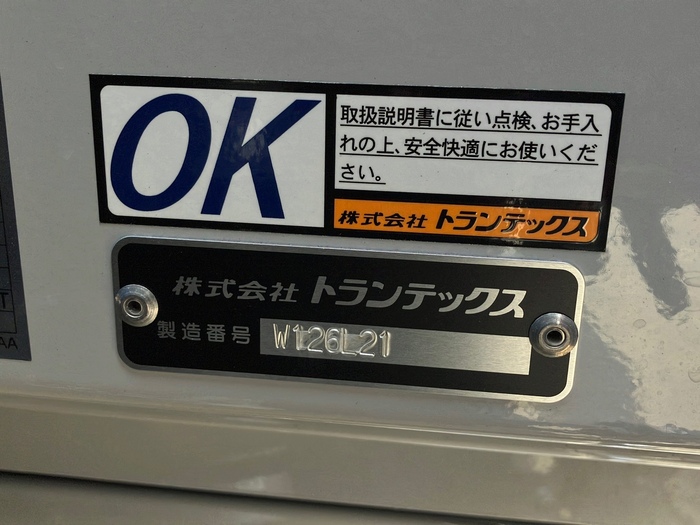 OK
取扱説明書に従い点検、お手入
れの上、安全快適にお使いくだ
さい。
株式会社 トランテックス
株式会社 トランテックス
製造番号 W126L21
T
AA